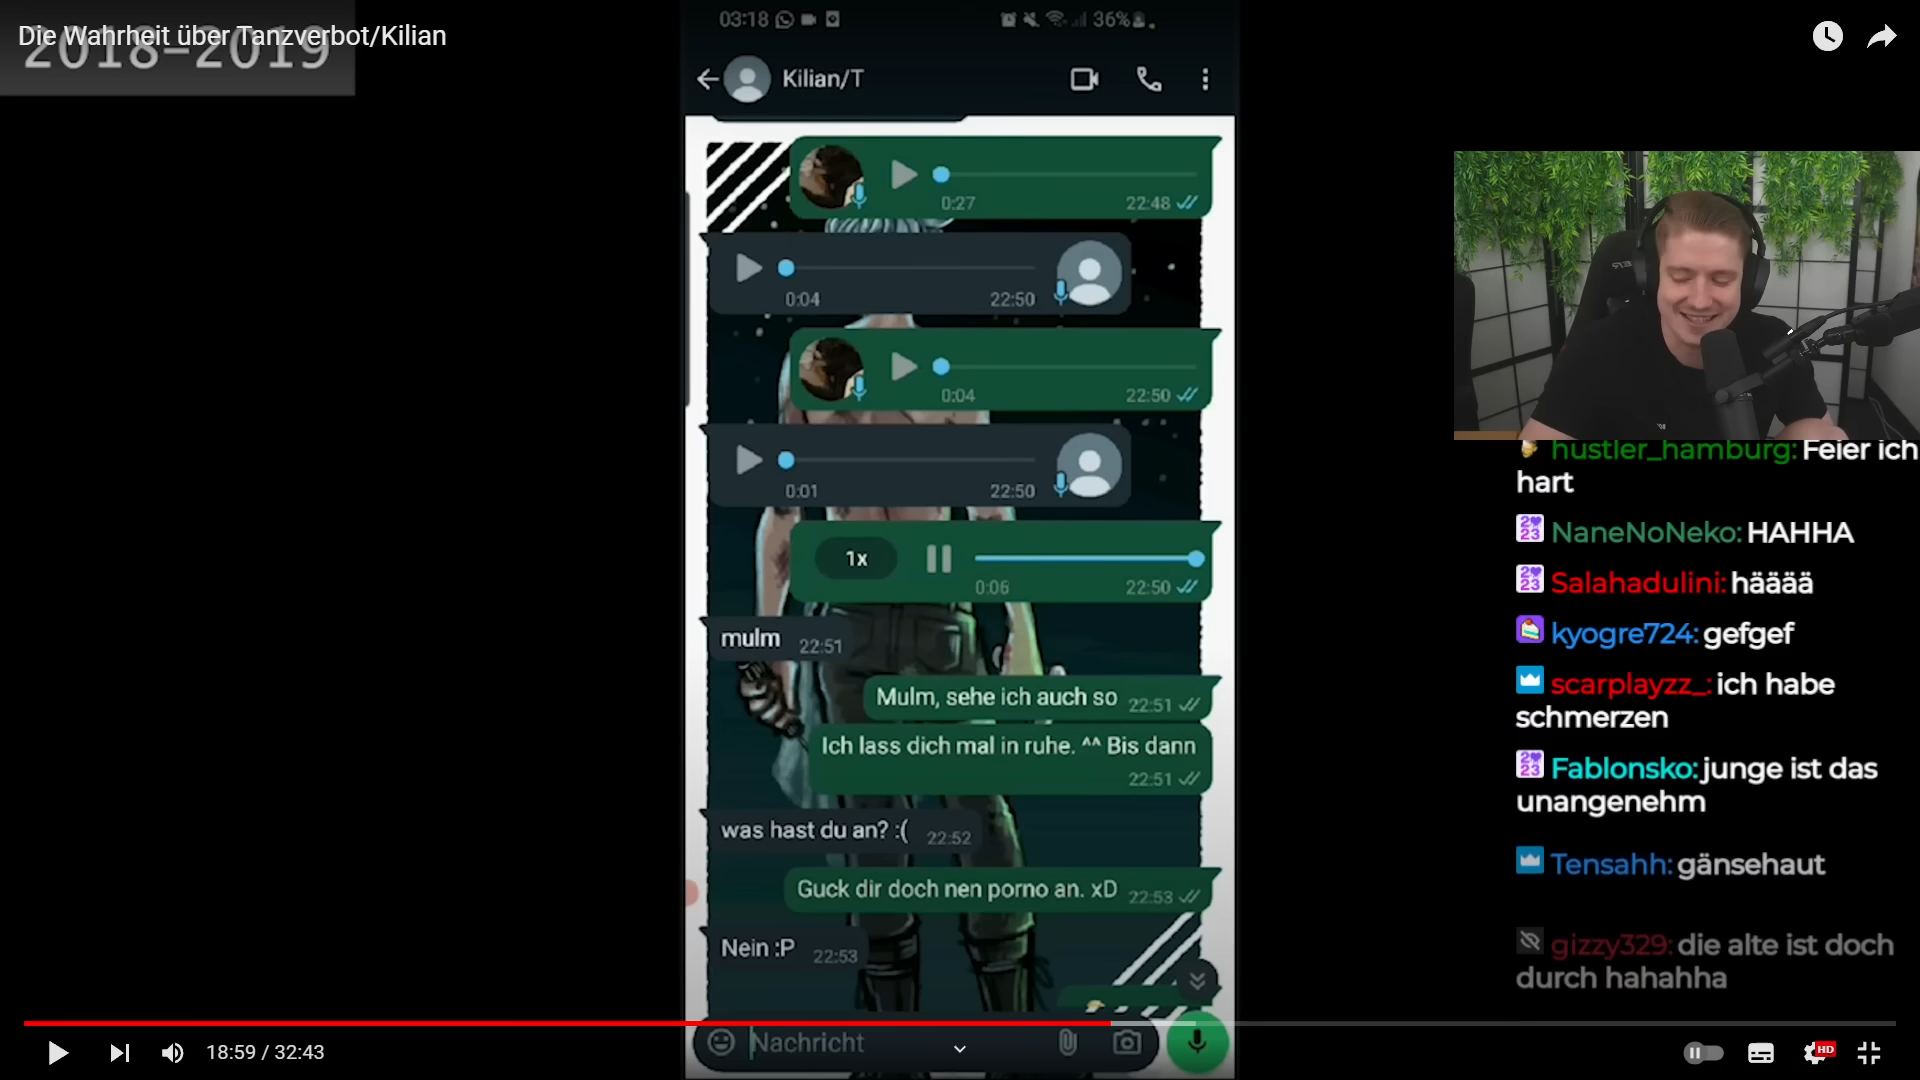 Die Wahrheit über Tanzverbot/Kilian
2018-2019
03:18
36%
Kilian/T
0:27 22:48
0:04 22:50
0:04 22:50
0:01 22:50
1x
0:06 22:50
mulm 22:51
Mulm, sehe ich auch so 22:51
Ich lass dich mal in ruhe. ^^ Bis dann
22:51
was hast du an? :( 22:52
Guck dir doch nen porno an. xD 22:53
Nein :P 22:53
Nachricht
hustler_hamburg: Feier ich
hart
NaneNoNeko: HAHHA
Salahadulini: hääää
kyogre724: gefgef
scarplayzz_: ich habe
schmerzen
Fablonsko: junge ist das
unangenehm
Tensahh: gänsehaut
gizzy329: die alte ist doch
durch hahahha
18:59 / 32:43
HD